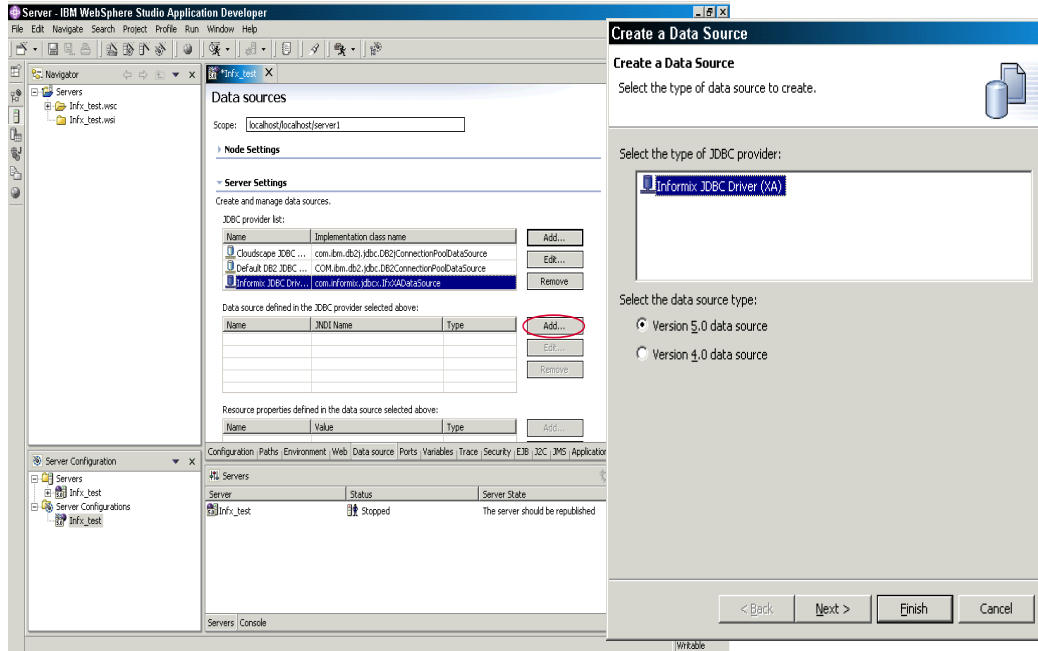 Server - IBM WebSphere Studio Application Developer
File Edit Navigate Search Project Profile Run Window Help
Navigator
Servers
Infx_test.wsc
Infx_test.wsi
*Infx_test X
Data sources
Scope: localhost/localhost/server1
Node Settings
Server Settings
Create and manage data sources.
JDBC provider list:
Name Implementation class name
Cloudscape JDBC ... com.ibm.db2j.jdbc.DB2jConnectionPoolDataSource
Default DB2 JDBC ... COM.ibm.db2.jdbc.DB2ConnectionPoolDataSource
Informix JDBC Driv... com.informix.jdbcx.IfxXADataSource
Add...
Edit...
Remove
Data source defined in the JDBC provider selected above:
Name JNDI Name Type
Add...
Edit...
Remove
Resource properties defined in the data source selected above:
Name Value Type
Add...
Configuration Paths Environment Web Data source Ports Variables Trace Security EJB J2C JMS Application
Server Configuration
Servers
Infx_test
Server Configurations
Infx_test
Servers
Server Status Server State
Infx_test Stopped The server should be republished
Servers Console
Writable
Create a Data Source
Create a Data Source
Select the type of data source to create.
Select the type of JDBC provider:
Informix JDBC Driver (XA)
Select the data source type:
Version 5.0 data source
Version 4.0 data source
< Back Next > Finish Cancel